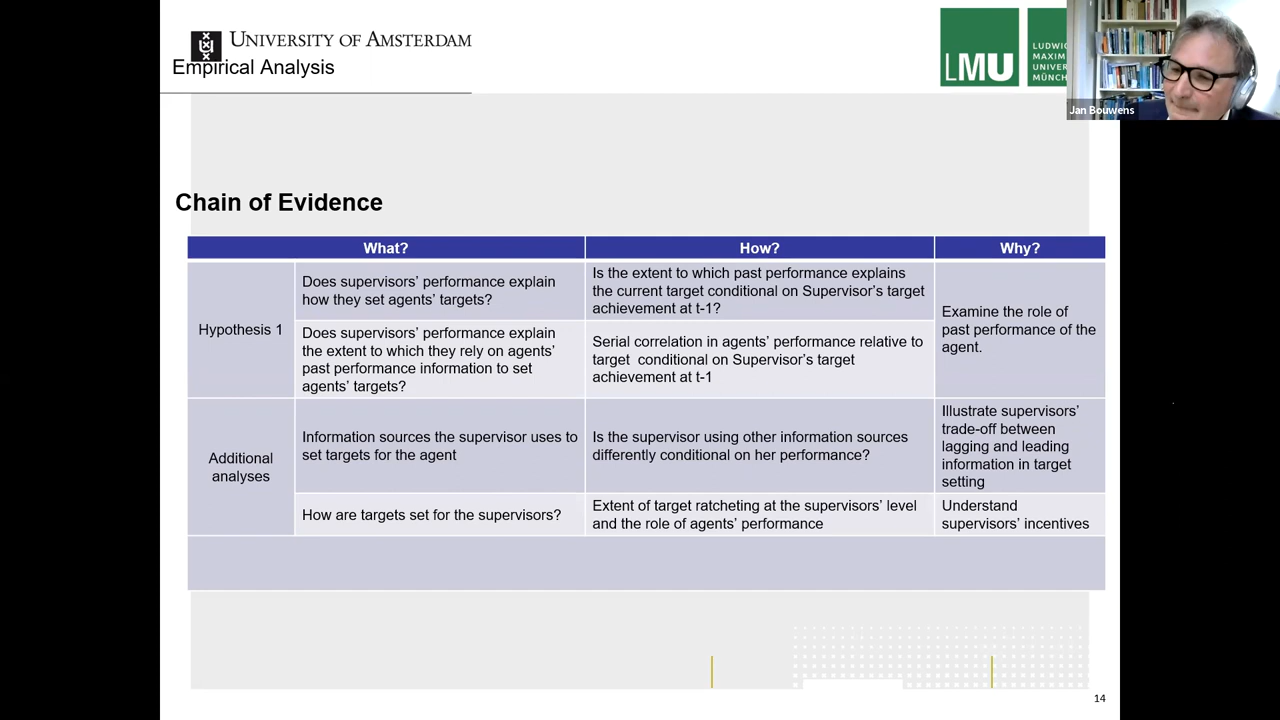 UNIVERSITY OF AMSTERDAM
Empirical Analysis
LMU
LUDW
MAXIM
UNIVER
MÜNCH
Jan Bouwens
Chain of Evidence
What?
How?
Why?
Hypothesis 1
Does supervisors' performance explain
how they set agents' targets?
Is the extent to which past performance explains
the current target conditional on Supervisor's target
achievement at t-1?
Examine the role of
past performance of the
agent.
Does supervisors' performance explain
the extent to which they rely on agents'
past performance information to set
agents' targets?
Serial correlation in agents' performance relative to
target conditional on Supervisor's target
achievement at t-1
Additional
analyses
Information sources the supervisor uses to
set targets for the agent
Is the supervisor using other information sources
differently conditional on her performance?
Illustrate supervisors'
trade-off between
lagging and leading
information in target
setting
How are targets set for the supervisors?
Extent of target ratcheting at the supervisors' level
and the role of agents' performance
Understand
supervisors' incentives
14